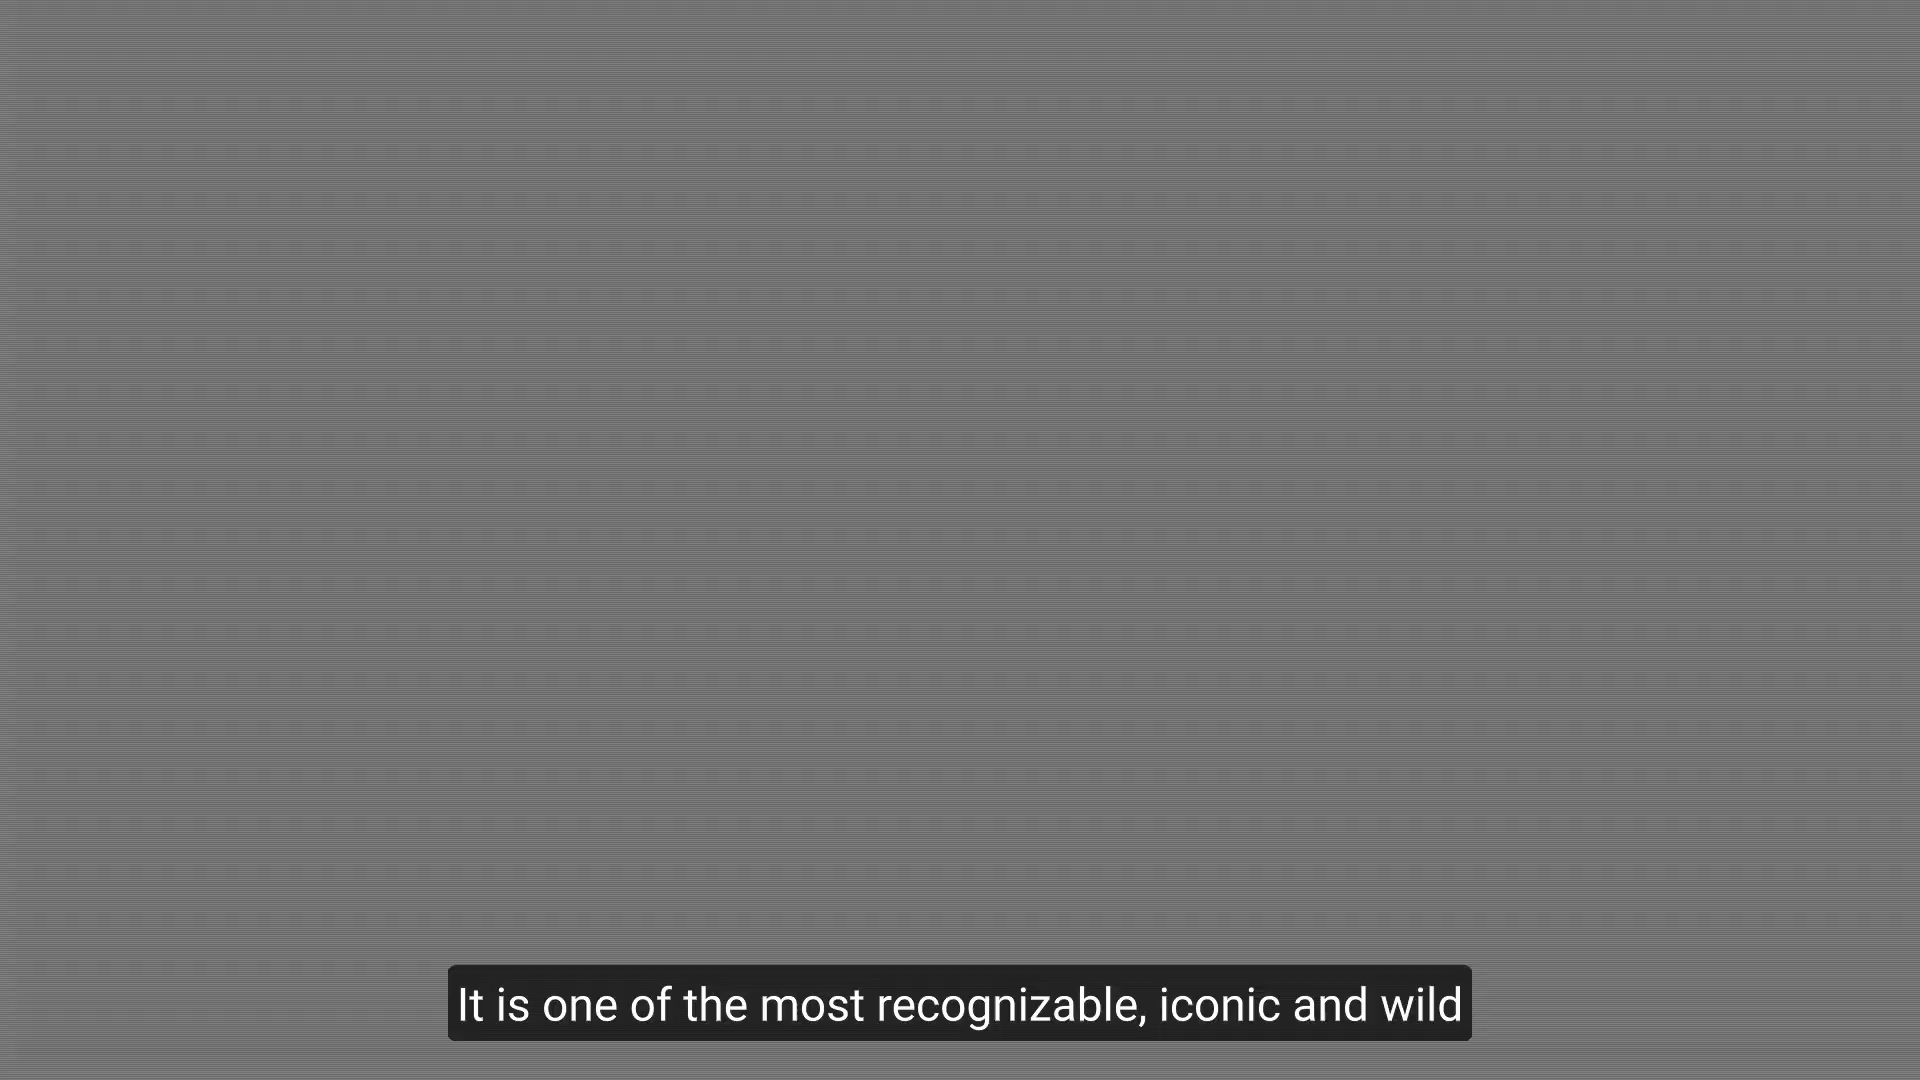 It is one of the most recognizable, iconic and wild